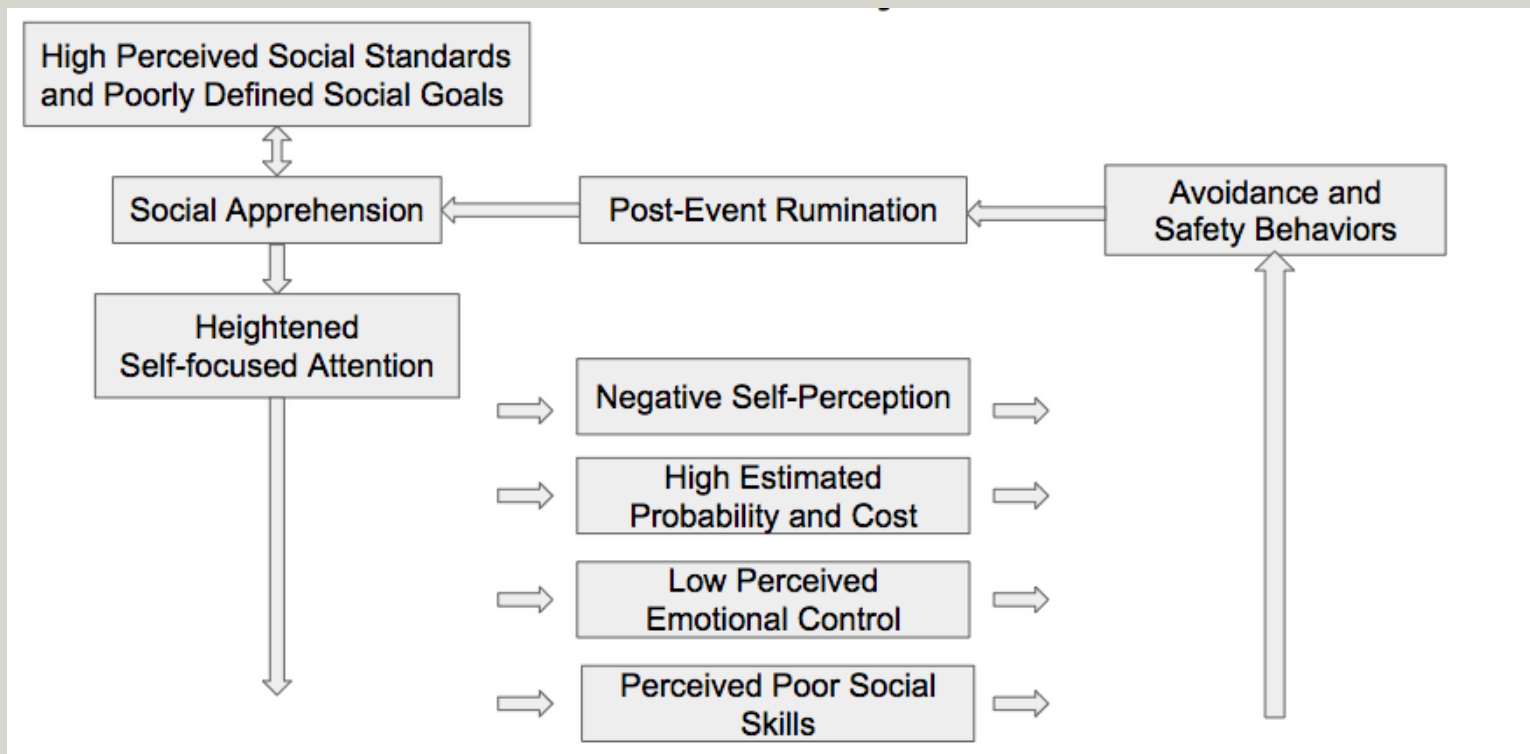 High Perceived Social Standards
and Poorly Defined Social Goals
Social Apprehension
Post-Event Rumination
Avoidance and
Safety Behaviors
Heightened
Self-focused Attention
Negative Self-Perception
High Estimated
Probability and Cost
Low Perceived
Emotional Control
Perceived Poor Social
Skills